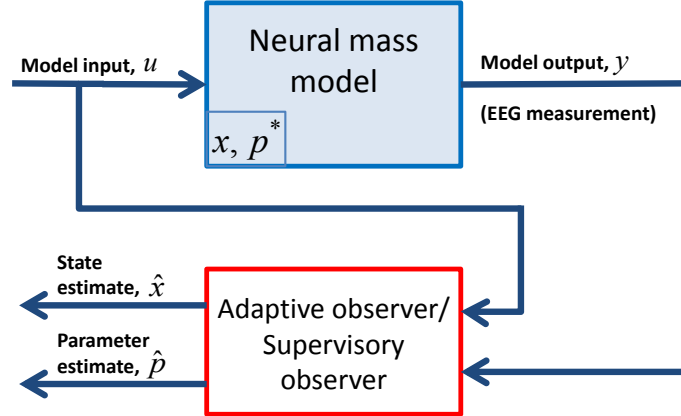 Neural mass
model
Model input, u
Model output, y
(EEG measurement)
x, p*
State
estimate, x̂
Adaptive observer/
Supervisory
observer
Parameter
estimate, p̂